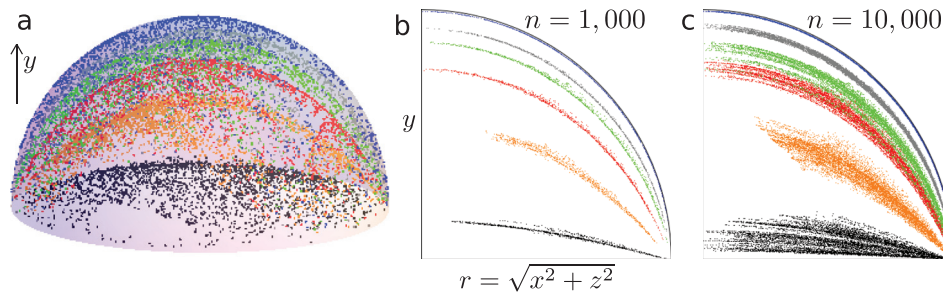 a
y
b
n = 1,000
y
r = √x² + z²
c
n = 10,000